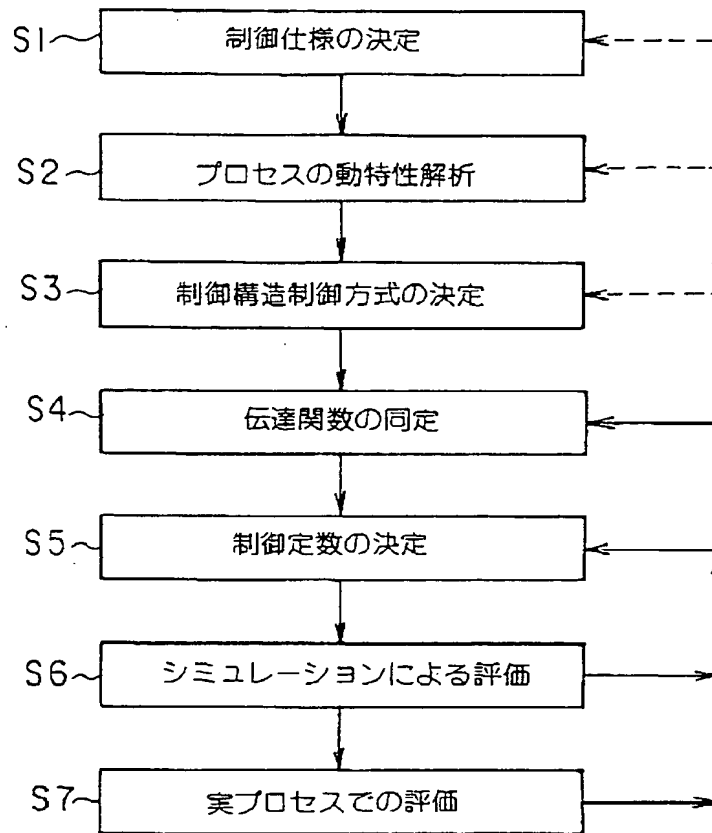 S1 制御仕様の決定
S2 プロセスの動特性解析
S3 制御構造制御方式の決定
S4 伝達関数の同定
S5 制御定数の決定
S6 シミュレーションによる評価
S7 実プロセスでの評価